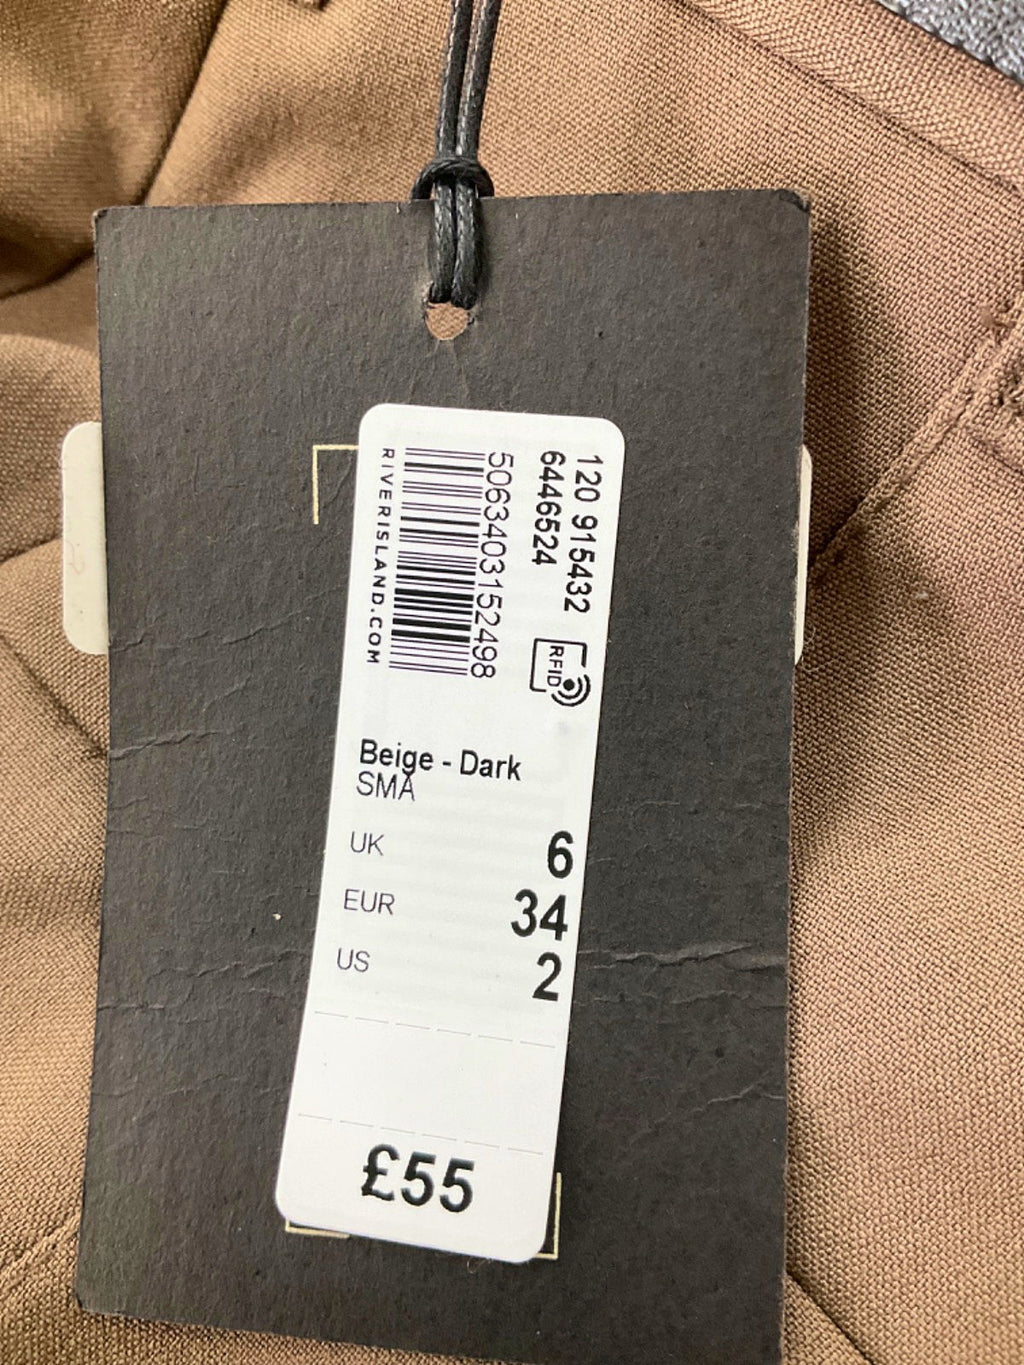 120 915432
6446524
RFID
5063403152498
RIVERISLAND.COM
Beige - Dark
SMA
UK 6
EUR 34
US 2
£55